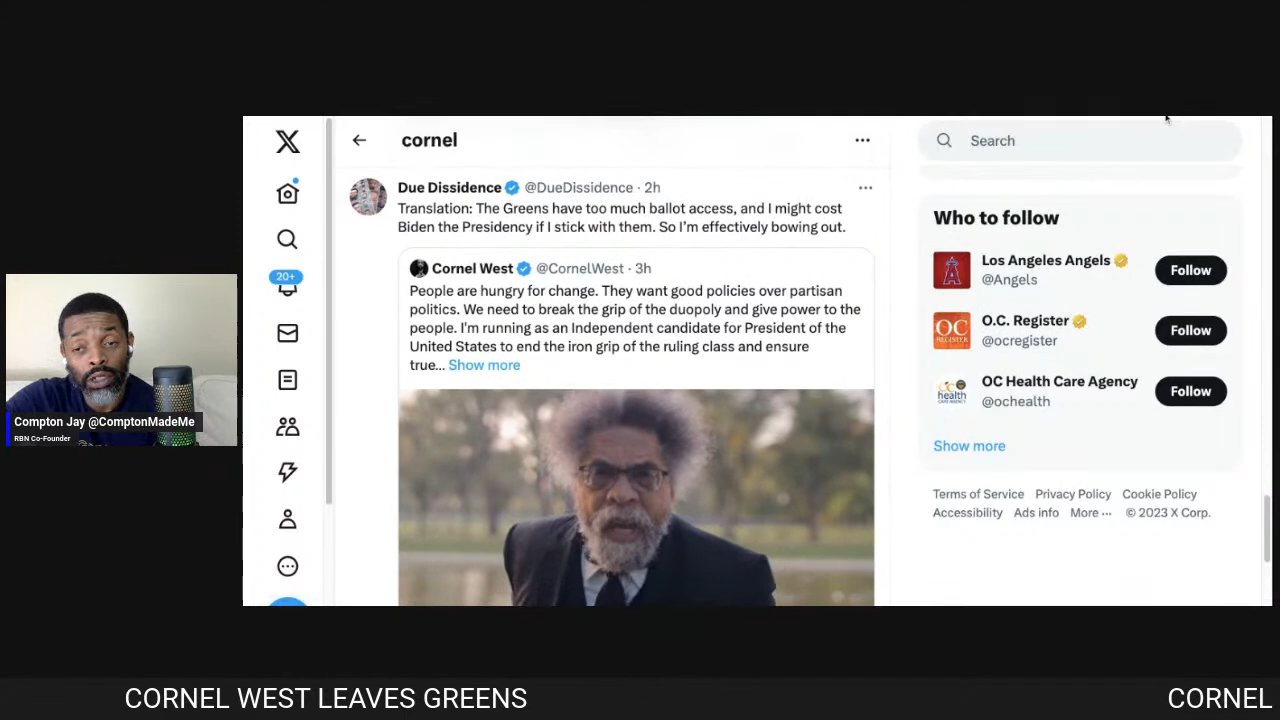 cornel
Search
Due Dissidence @DueDissidence · 2h
Translation: The Greens have too much ballot access, and I might cost
Biden the Presidency if I stick with them. So I'm effectively bowing out.
Cornel West @CornelWest · 3h
People are hungry for change. They want good policies over partisan
politics. We need to break the grip of the duopoly and give power to the
people. I'm running as an Independent candidate for President of the
United States to end the iron grip of the ruling class and ensure
true... Show more
20+
Who to follow
Los Angeles Angels
@Angels
Follow
O.C. Register
@ocregister
Follow
OC Health Care Agency
@ochealth
Follow
Show more
Terms of Service Privacy Policy Cookie Policy
Accessibility Ads info More ··· © 2023 X Corp.
OC
REGISTER
health
Compton Jay @ComptonMadeMe
RBN Co-Founder
CORNEL WEST LEAVES GREENS
CORNEL